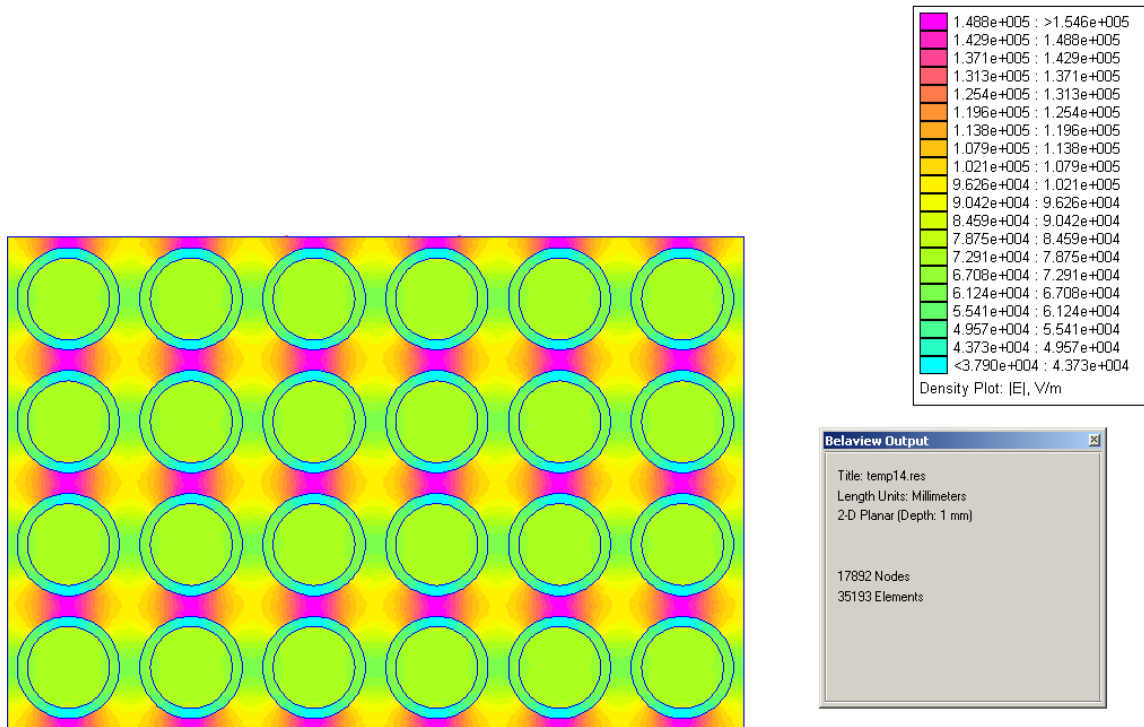 1.488e+005 : >1.546e+005
1.429e+005 : 1.488e+005
1.371e+005 : 1.429e+005
1.313e+005 : 1.371e+005
1.254e+005 : 1.313e+005
1.196e+005 : 1.254e+005
1.138e+005 : 1.196e+005
1.079e+005 : 1.138e+005
1.021e+005 : 1.079e+005
9.626e+004 : 1.021e+005
9.042e+004 : 9.626e+004
8.459e+004 : 9.042e+004
7.875e+004 : 8.459e+004
7.291e+004 : 7.875e+004
6.708e+004 : 7.291e+004
6.124e+004 : 6.708e+004
5.541e+004 : 6.124e+004
4.957e+004 : 5.541e+004
4.373e+004 : 4.957e+004
<3.790e+004 : 4.373e+004
Density Plot: |E|, V/m
Belaview Output
Title: temp14.res
Length Units: Millimeters
2-D Planar (Depth: 1 mm)
17892 Nodes
35193 Elements